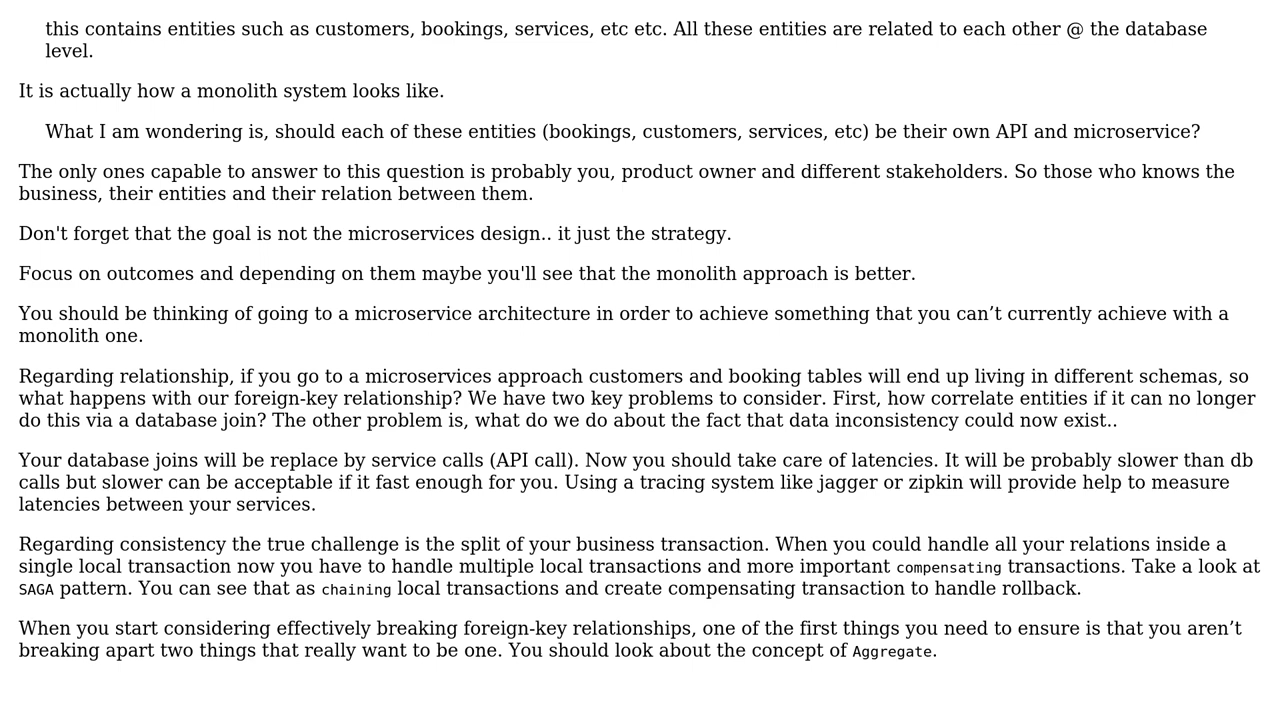 this contains entities such as customers, bookings, services, etc etc. All these entities are related to each other @ the database
level.
It is actually how a monolith system looks like.
What I am wondering is, should each of these entities (bookings, customers, services, etc) be their own API and microservice?
The only ones capable to answer to this question is probably you, product owner and different stakeholders. So those who knows the
business, their entities and their relation between them.
Don't forget that the goal is not the microservices design.. it just the strategy.
Focus on outcomes and depending on them maybe you'll see that the monolith approach is better.
You should be thinking of going to a microservice architecture in order to achieve something that you can’t currently achieve with a
monolith one.
Regarding relationship, if you go to a microservices approach customers and booking tables will end up living in different schemas, so
what happens with our foreign-key relationship? We have two key problems to consider. First, how correlate entities if it can no longer
do this via a database join? The other problem is, what do we do about the fact that data inconsistency could now exist..
Your database joins will be replace by service calls (API call). Now you should take care of latencies. It will be probably slower than db
calls but slower can be acceptable if it fast enough for you. Using a tracing system like jagger or zipkin will provide help to measure
latencies between your services.
Regarding consistency the true challenge is the split of your business transaction. When you could handle all your relations inside a
single local transaction now you have to handle multiple local transactions and more important compensating transactions. Take a look at
SAGA pattern. You can see that as chaining local transactions and create compensating transaction to handle rollback.
When you start considering effectively breaking foreign-key relationships, one of the first things you need to ensure is that you aren’t
breaking apart two things that really want to be one. You should look about the concept of Aggregate.